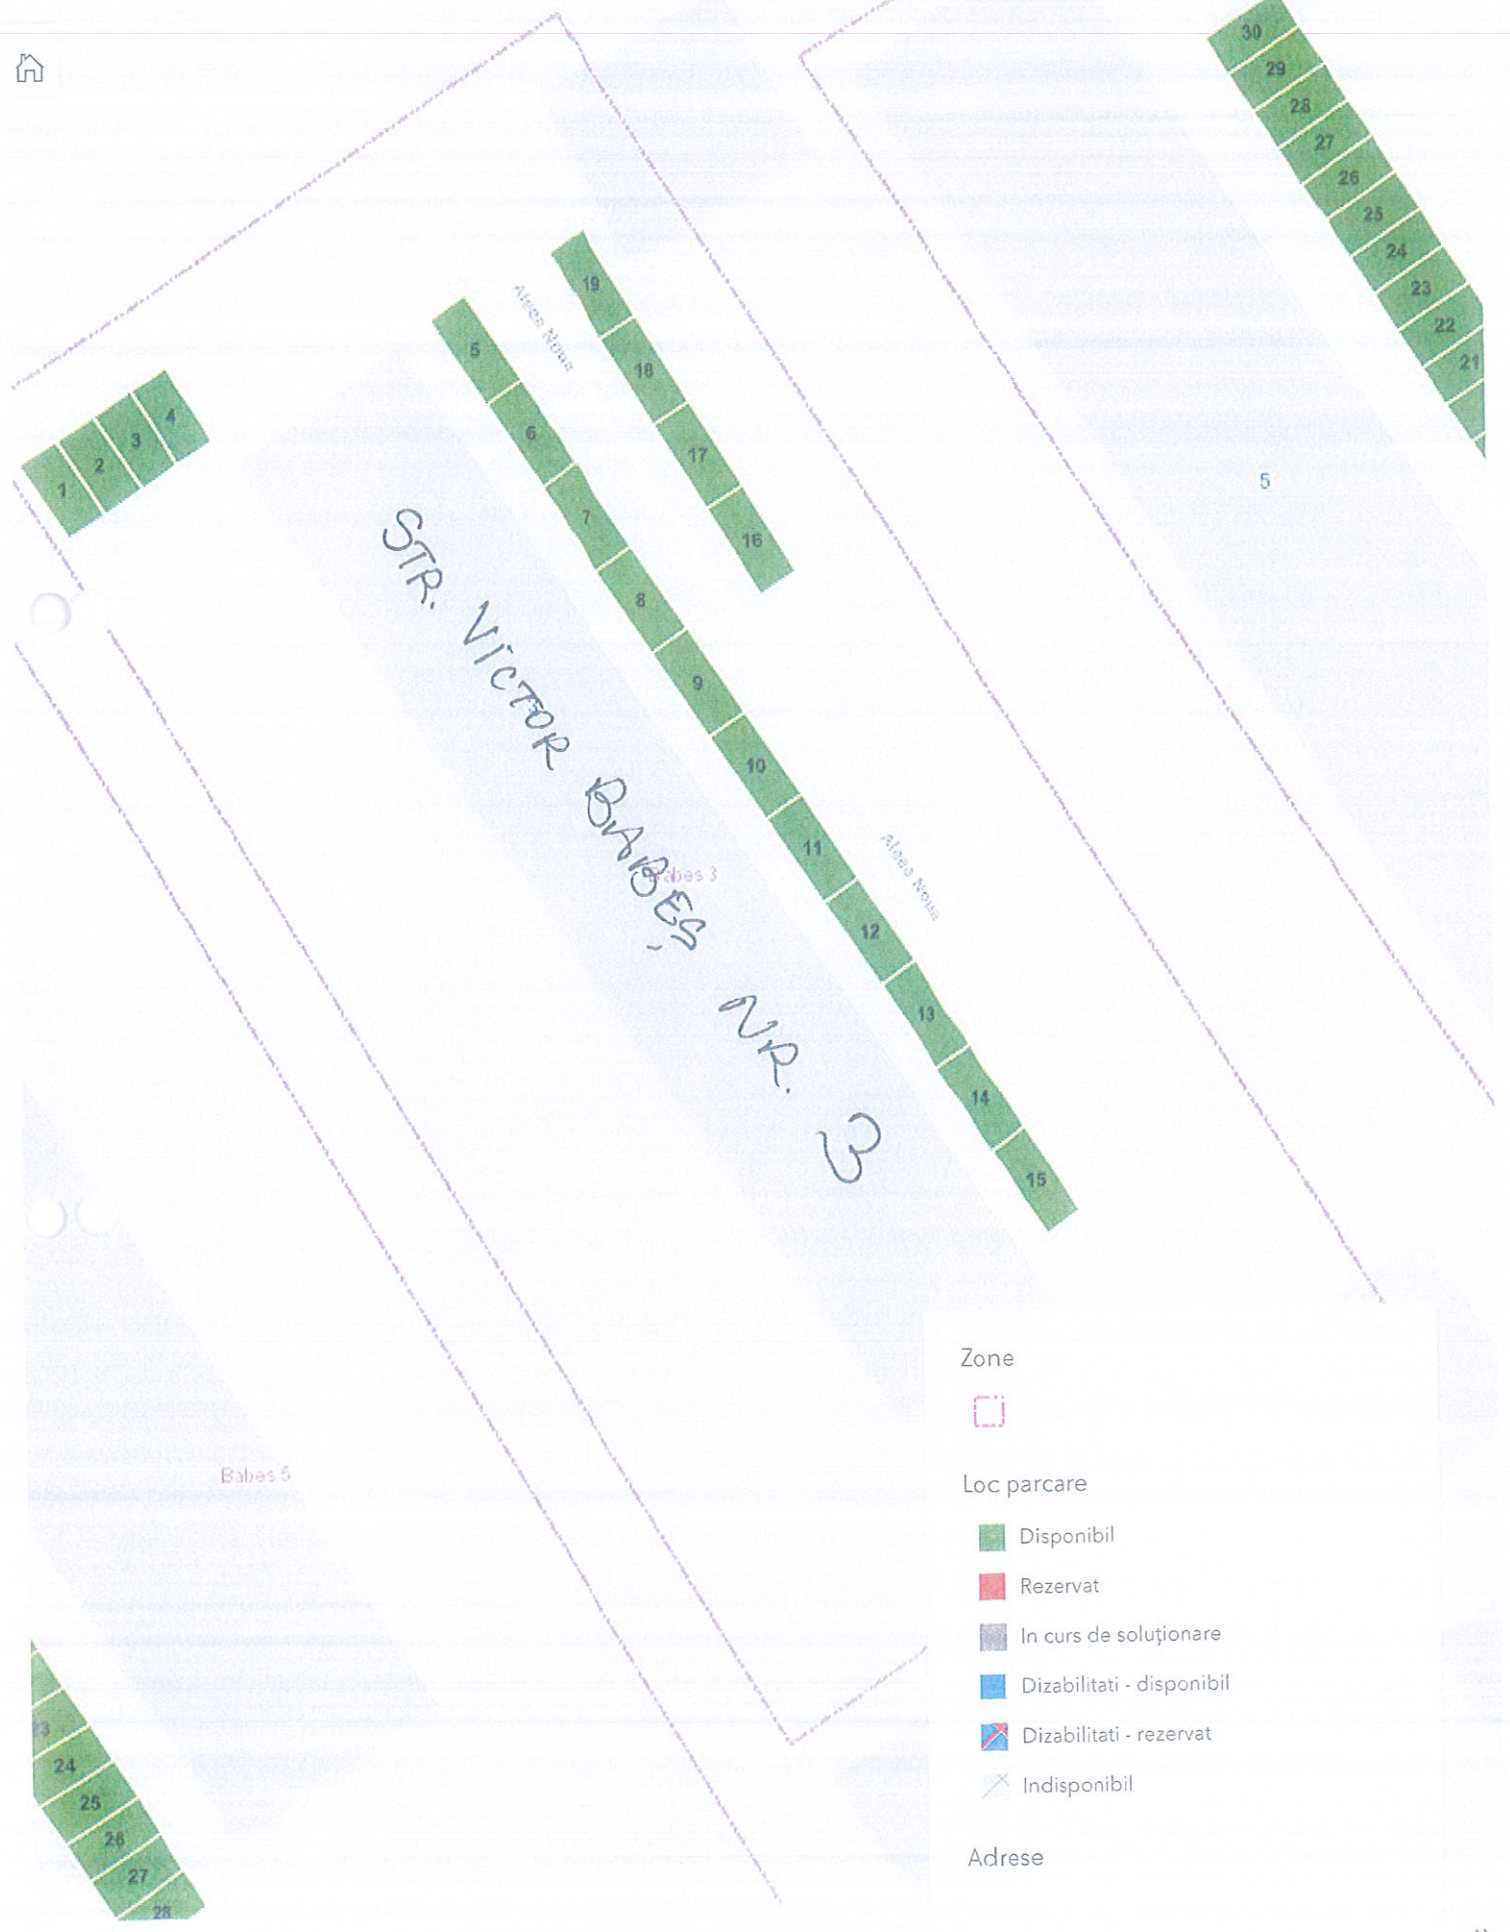 30
29
28
27
26
25
24
23
22
21
5
19
18
17
16
Aleea Noua
5
6
7
8
9
10
11
12
13
14
15
4
3
2
1
STR. VICTOR BABEȘ NR. 3
Babes 3
Aleea Noua
Babes 5
23
24
25
26
27
28
Zone
Loc parcare
Disponibil
Rezervat
In curs de soluționare
Dizabilitati - disponibil
Dizabilitati - rezervat
Indisponibil
Adrese